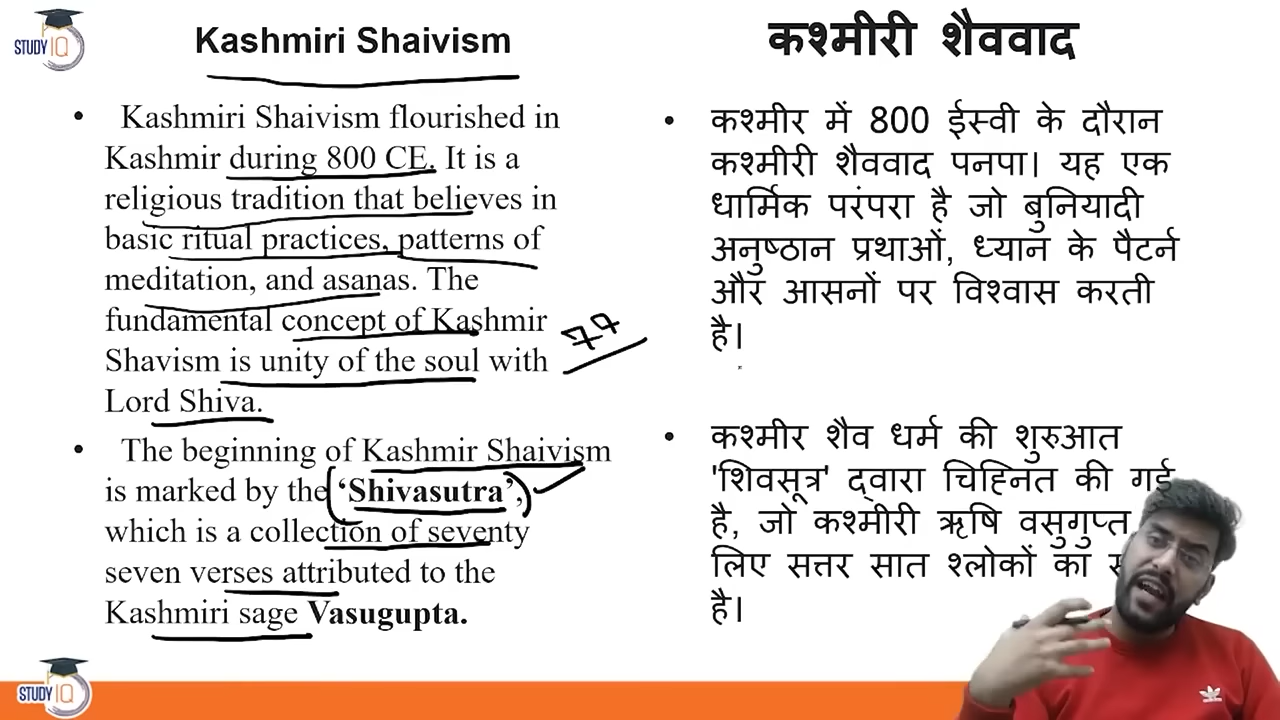 STUDY IQ
Kashmiri Shaivism
Kashmiri Shaivism flourished in
Kashmir during 800 CE. It is a
religious tradition that believes in
basic ritual practices, patterns of
meditation, and asanas. The
fundamental concept of Kashmir
Shavism is unity of the soul with
Lord Shiva.
77
The beginning of Kashmir Shaivism
is marked by the ‘Shivasutra’,
which is a collection of seventy
seven verses attributed to the
Kashmiri sage Vasugupta.
कश्मीरी शैववाद
कश्मीर में 800 ईस्वी के दौरान
कश्मीरी शैववाद पनपा। यह एक
धार्मिक परंपरा है जो बुनियादी
अनुष्ठान प्रथाओं, ध्यान के पैटर्न
और आसनों पर विश्वास करती
है।
कश्मीर शैव धर्म की शुरुआत
'शिवसूत्र' द्वारा चिह्नित की गई
है, जो कश्मीरी ऋषि वसुगुप्त
लिए सत्तर सात श्लोकों का
है।
STUDY IQ